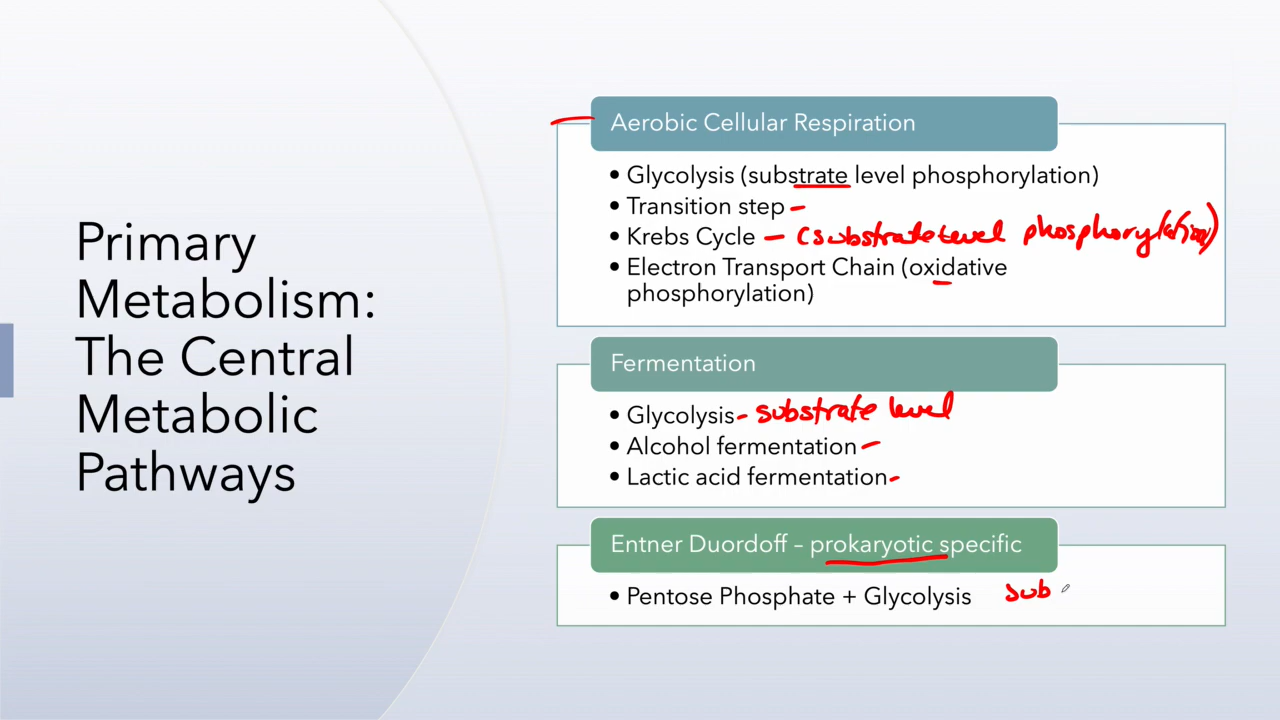 Primary
Metabolism:
The Central
Metabolic
Pathways
Aerobic Cellular Respiration
• Glycolysis (substrate level phosphorylation)
• Transition step –
• Krebs Cycle – (substrate level phosphorylation)
• Electron Transport Chain (oxidative
phosphorylation)
Fermentation
• Glycolysis - substrate level
• Alcohol fermentation –
• Lactic acid fermentation -
Entner Duordoff – prokaryotic specific
• Pentose Phosphate + Glycolysis sub